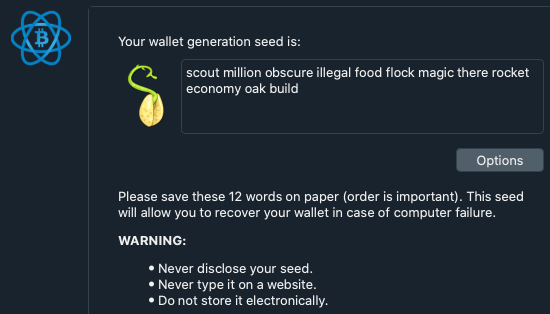 Your wallet generation seed is:
scout million obscure illegal food flock magic there rocket
economy oak build
Options
Please save these 12 words on paper (order is important). This seed
will allow you to recover your wallet in case of computer failure.
WARNING:
• Never disclose your seed.
• Never type it on a website.
• Do not store it electronically.